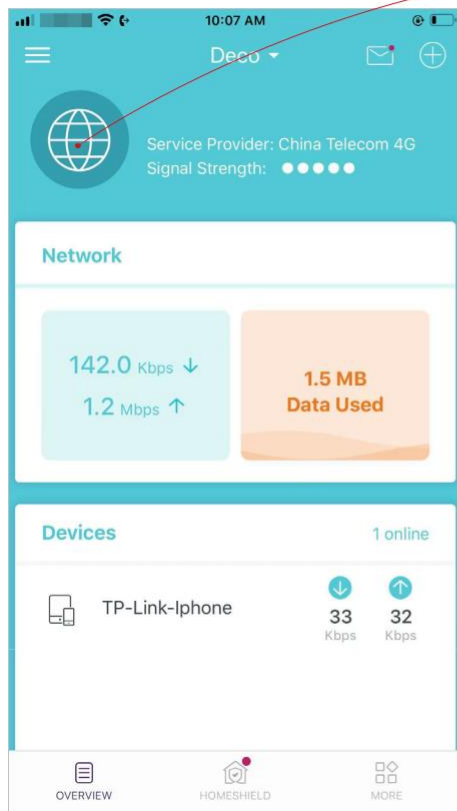 10:07 AM
Deco
Service Provider: China Telecom 4G
Signal Strength:
Network
142.0 Kbps ↓
1.2 Mbps ↑
1.5 MB
Data Used
Devices
1 online
TP-Link-Iphone
33
32
Kbps
Kbps
OVERVIEW
HOMESHIELD
MORE